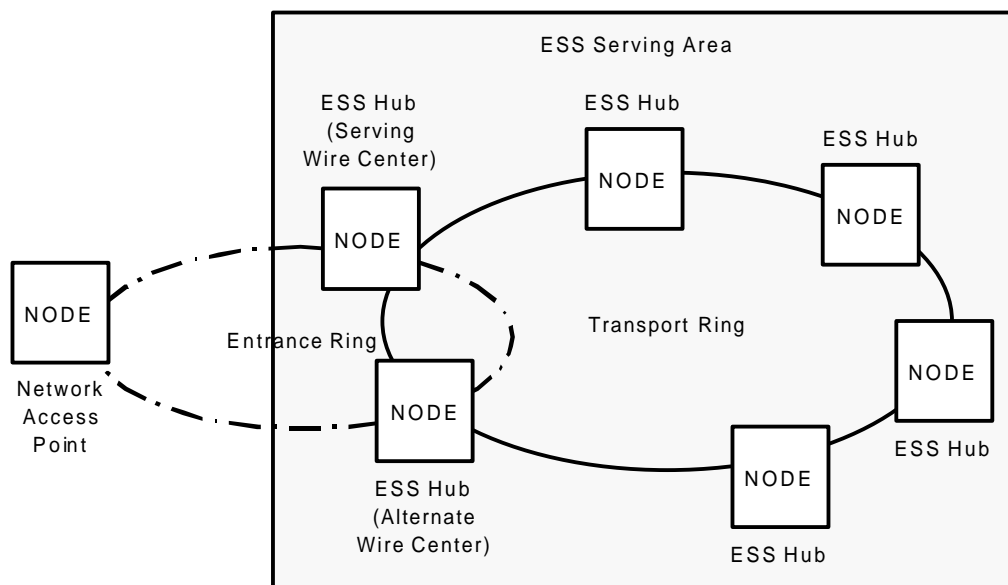 ESS Serving Area
ESS Hub
(Serving
Wire Center)
NODE
ESS Hub
NODE
ESS Hub
NODE
NODE
Network
Access
Point
Entrance Ring
Transport Ring
NODE
ESS Hub
NODE
ESS Hub
(Alternate
Wire Center)
NODE
ESS Hub